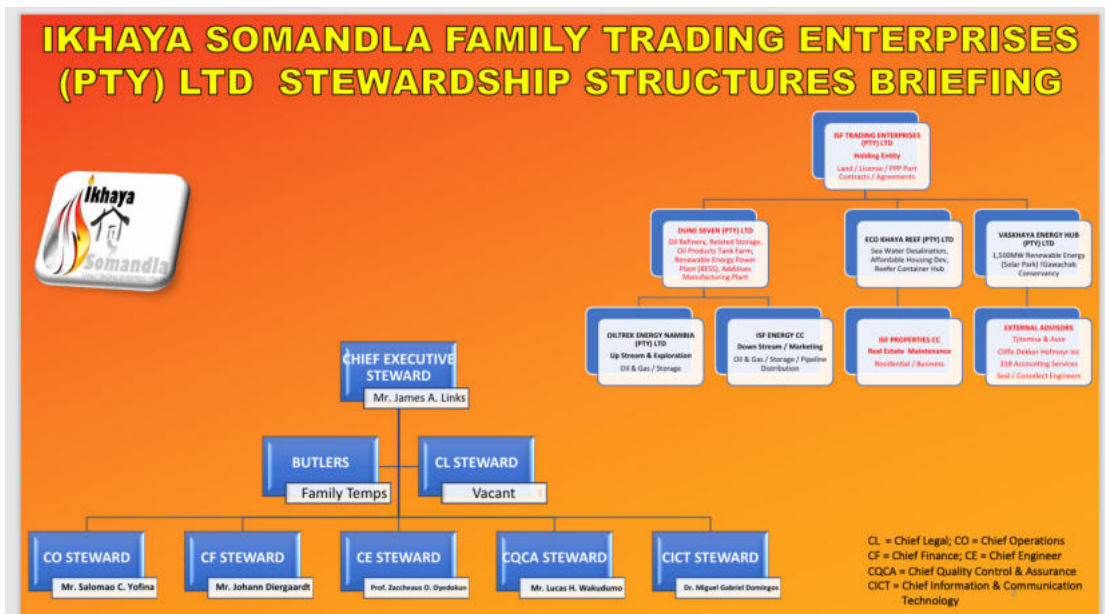 IKHAYA SOMANDLA FAMILY TRADING ENTERPRISES
(PTY) LTD STEWARDSHIP STRUCTURES BRIEFING
Ikhaya
Somandla
ISF TRADING ENTERPRISES
(PTY) LTD
Holding Entity
Land / License / PPP Part
Contracts / Agreements
DUNE SEVEN (PTY) LTD
Oil Refinery, Related Storage,
Oil Products Tank Farm,
Renewable Energy Power
Plant (BESS), Additives
Manufacturing Plant
ECO KHAYA REEF (PTY) LTD
Sea Water Desalination,
Affordable Housing Dev,
Reefer Container Hub
VASKHAYA ENERGY HUB
(PTY) LTD
1,500MW Renewable Energy
(Solar Park) !Gawachab
Conservancy
OILTREK ENERGY NAMIBIA
(PTY) LTD
Up Stream & Exploration
Oil & Gas / Storage
ISF ENERGY CC
Down Stream / Marketing
Oil & Gas / Storage / Pipeline
Distribution
ISF PROPERTIES CC
Real Estate Maintenance
Residential / Business
EXTERNAL ADVISORS
Tjitemisa & Asso
Cliffe Dekker Hofmeyr Inc
319 Accounting Services
Seal / Conselect Engineers
CHIEF EXECUTIVE
STEWARD
Mr. James A. Links
BUTLERS
Family Temps
CL STEWARD
Vacant
CO STEWARD
Mr. Salomao C. Yofina
CF STEWARD
Mr. Johann Diergaardt
CE STEWARD
Prof. Zaccheaus O. Oyedokun
CQCA STEWARD
Mr. Lucas H. Wakudumo
CICT STEWARD
Dr. Miguel Gabriel Domingos
CL = Chief Legal; CO = Chief Operations
CF = Chief Finance; CE = Chief Engineer
CQCA = Chief Quality Control & Assurance
CICT = Chief Information & Communication
Technology